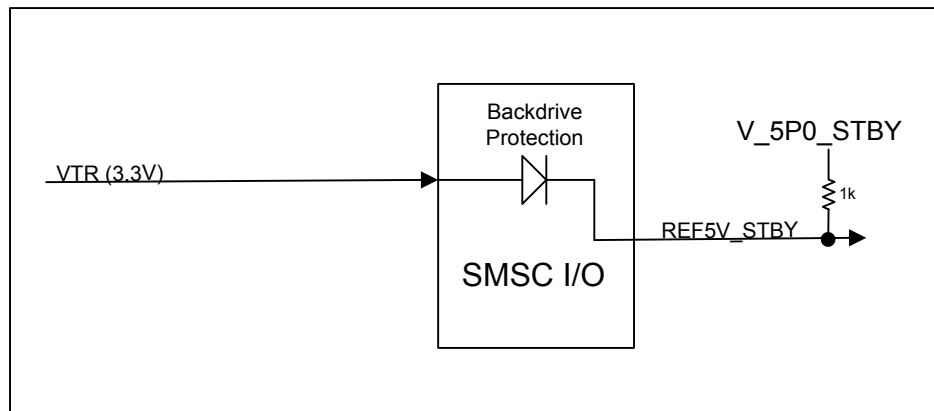 Backdrive
Protection
V_5P0_STBY
VTR (3.3V)
1k
REF5V_STBY
SMSC I/O